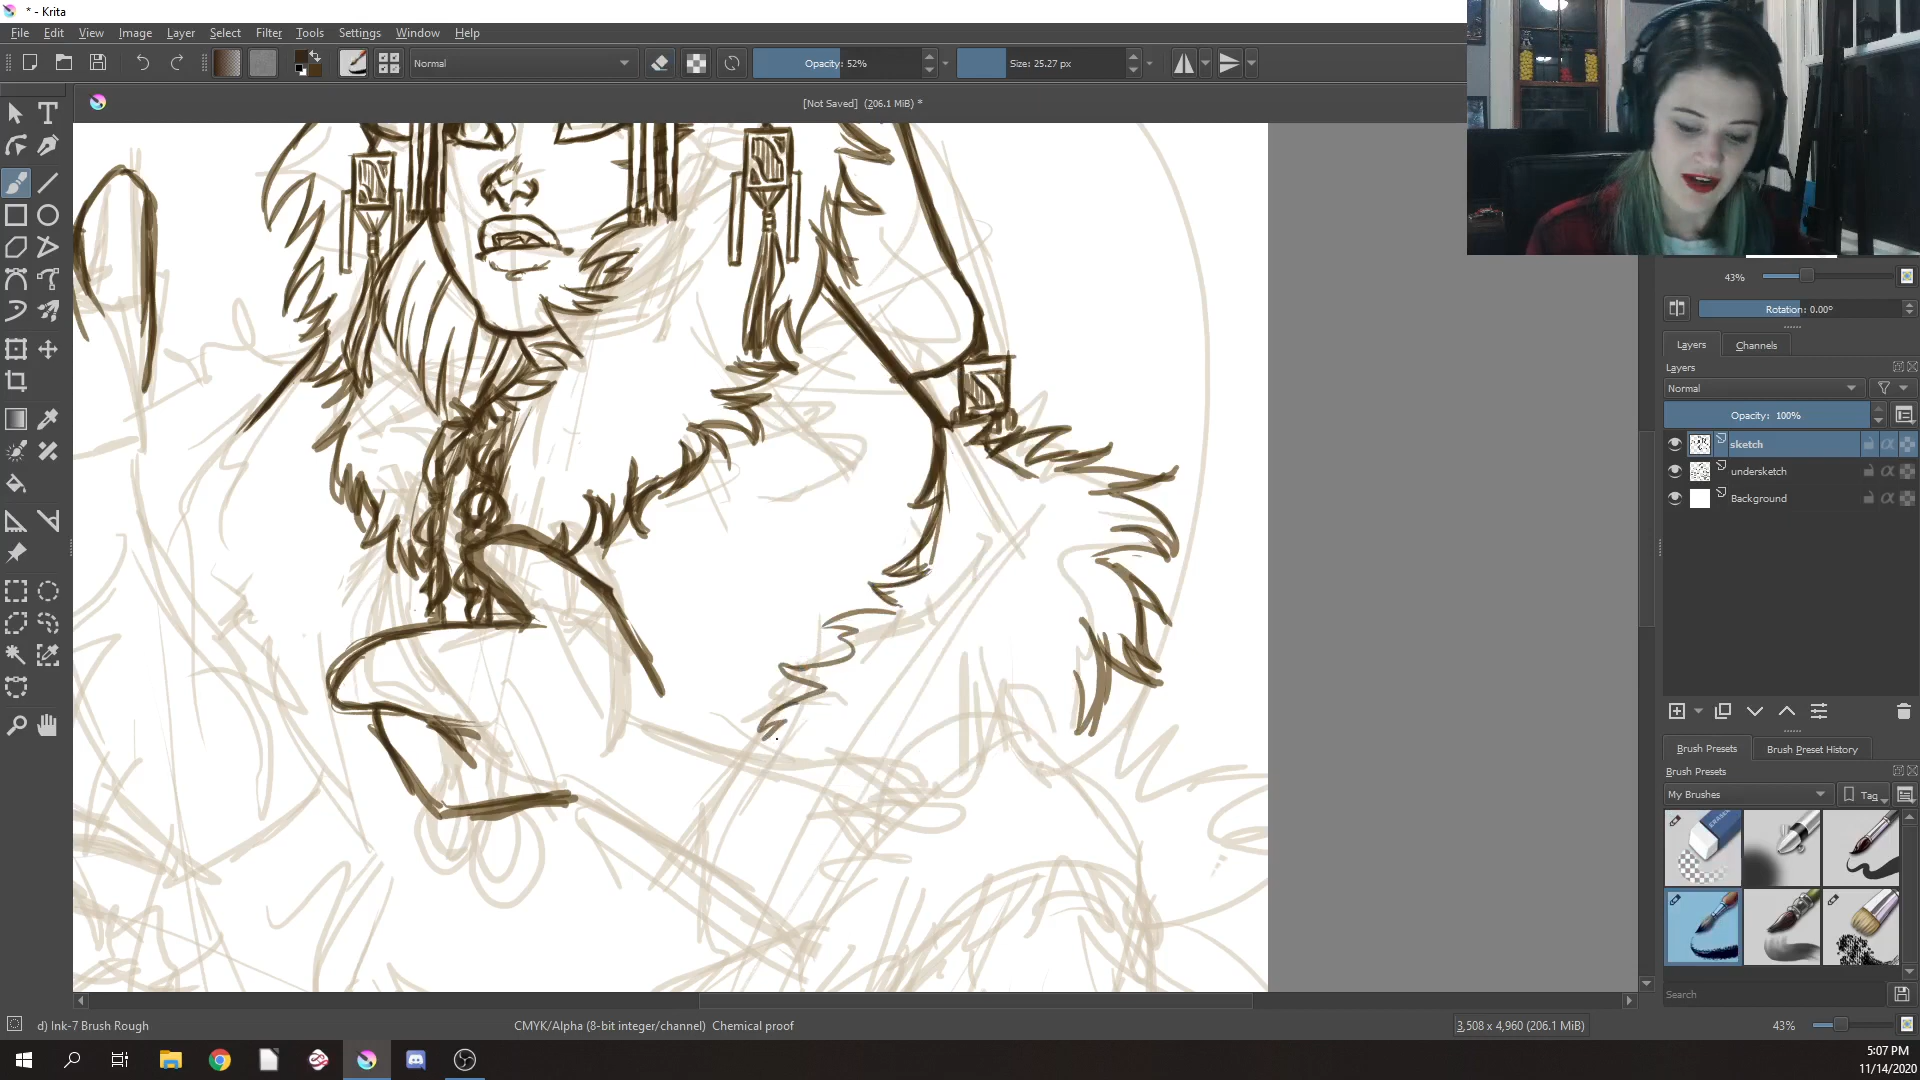 * - Krita
File Edit View Image Layer Select Filter Tools Settings Window Help
Normal Opacity: 52% Size: 25.27 px
[Not Saved] (206.1 MiB) *
43%
Rotation: 0.00º
Layers Channels
Layers
Normal
Opacity: 100%
sketch
undersketch
Background
Brush Presets Brush Preset History
Brush Presets
My Brushes Tag
ERASER
Search
d) Ink-7 Brush Rough CMYK/Alpha (8-bit integer/channel) Chemical proof 3,508 x 4,960 (206.1 MiB) 43%
5:07 PM
11/14/2020